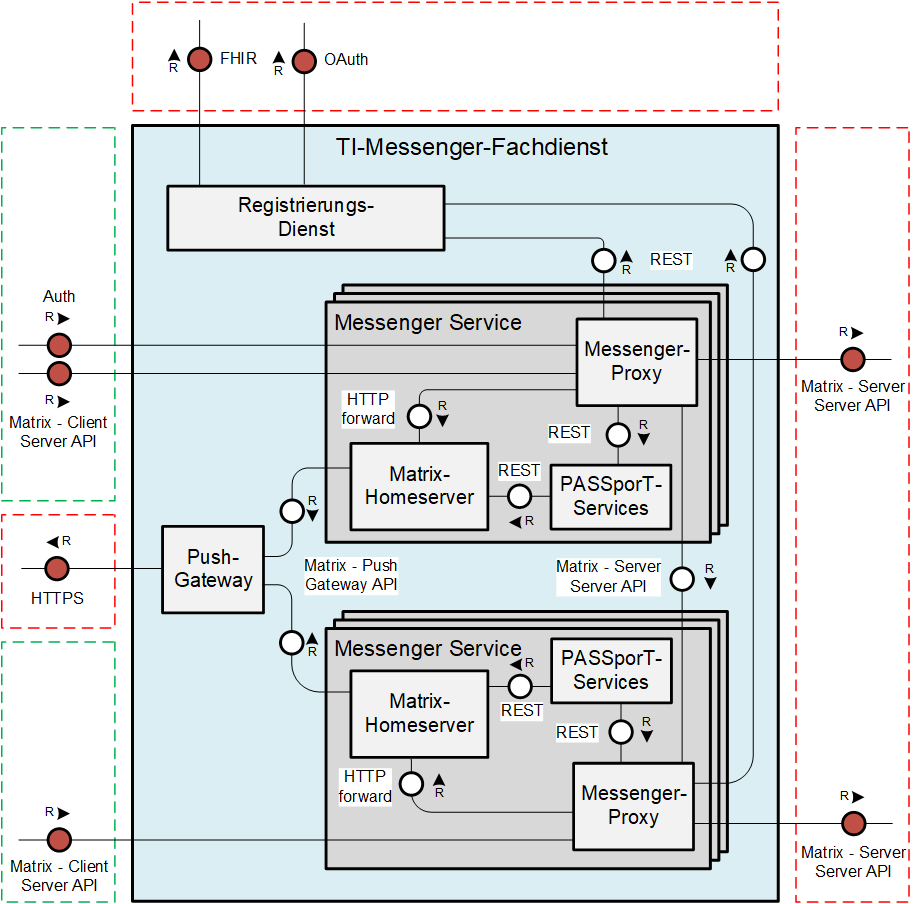 R
FHIR
R
OAuth
TI-Messenger-Fachdienst
Registrierungs-
Dienst
R
REST
R
Auth
R
R
Matrix - Client
Server API
Messenger Service
Messenger-
Proxy
R
Matrix - Server
Server API
HTTP
forward
R
REST
R
Matrix-
Homeserver
REST
R
PASSporT-
Services
R
R
HTTPS
Push-
Gateway
Matrix - Push
Gateway API
Matrix - Server
Server API
R
R
Messenger Service
Matrix-
Homeserver
R
REST
PASSporT-
Services
REST
R
HTTP
forward
R
Messenger-
Proxy
R
Matrix - Client
Server API
R
Matrix - Server
Server API